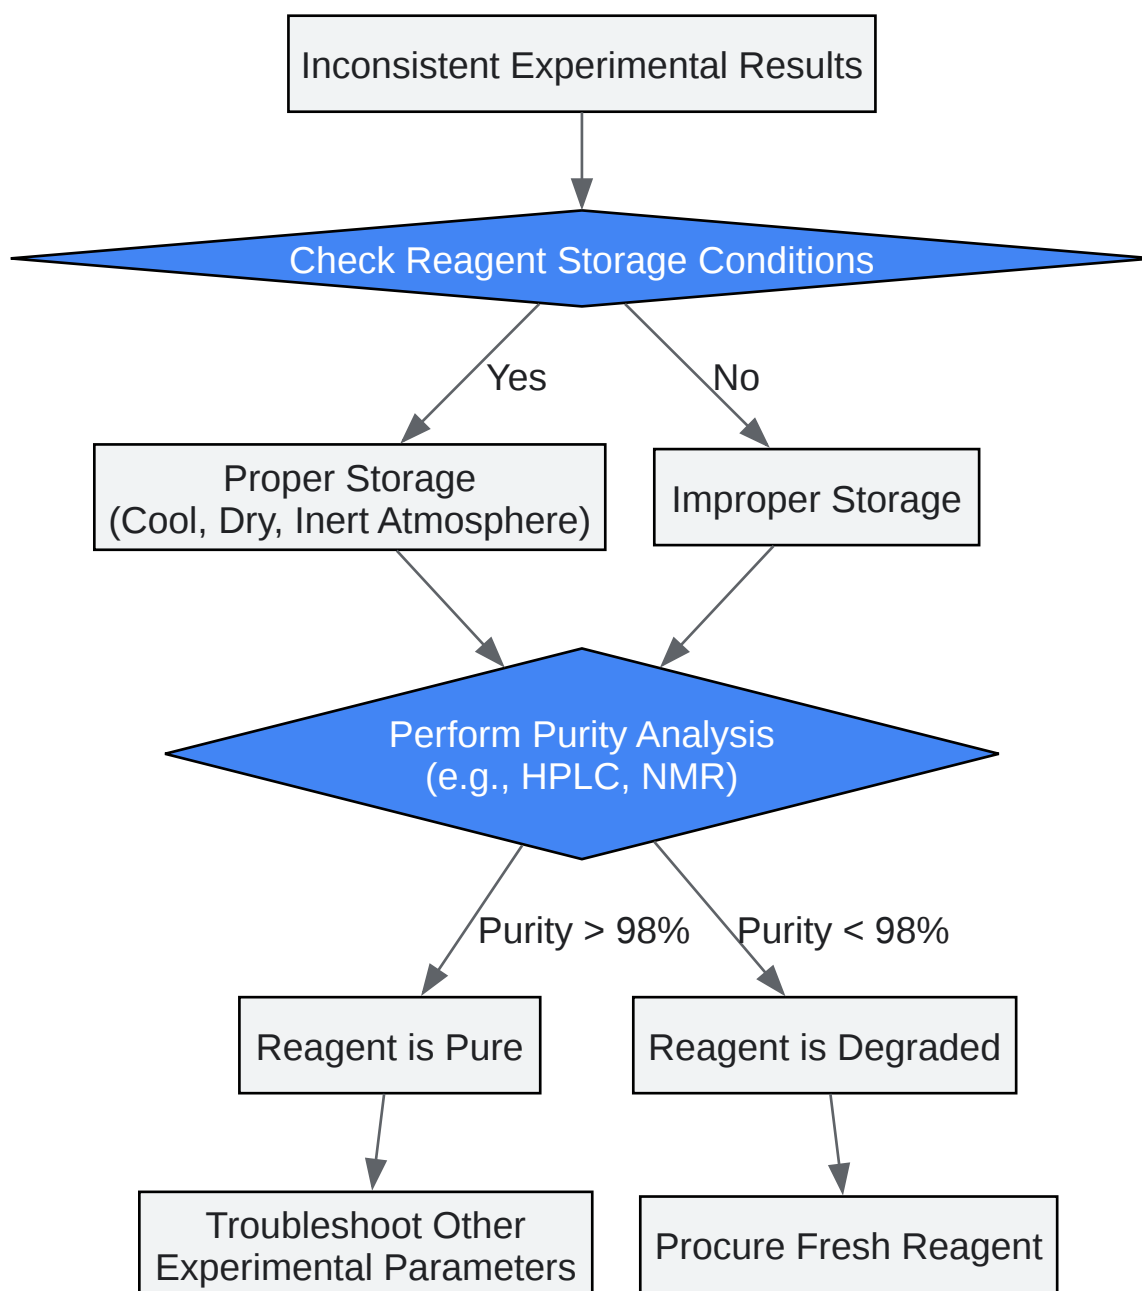 Inconsistent Experimental Results
Check Reagent Storage Conditions
Yes
No
Proper Storage
(Cool, Dry, Inert Atmosphere)
Improper Storage
Perform Purity Analysis
(e.g., HPLC, NMR)
Purity > 98%
Purity < 98%
Reagent is Pure
Reagent is Degraded
Troubleshoot Other
Experimental Parameters
Procure Fresh Reagent